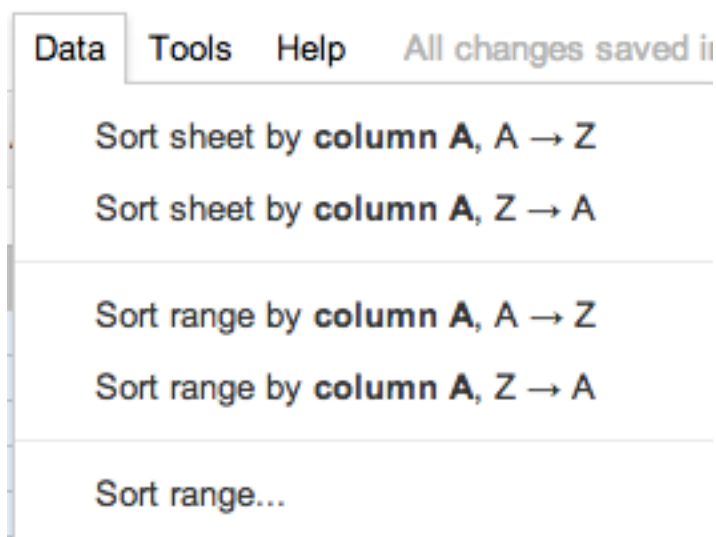 Data Tools Help All changes saved
Sort sheet by column A, A → Z
Sort sheet by column A, Z → A
Sort range by column A, A → Z
Sort range by column A, Z → A
Sort range...